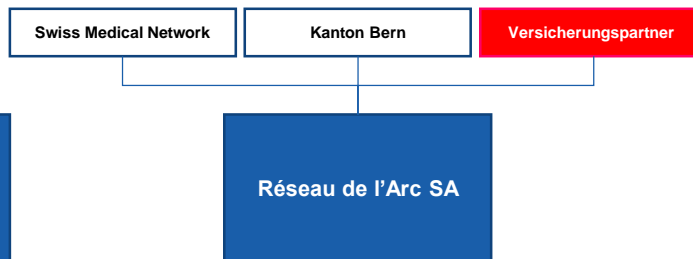 Swiss Medical Network
Kanton Bern
Versicherungspartner
Réseau de l’Arc SA